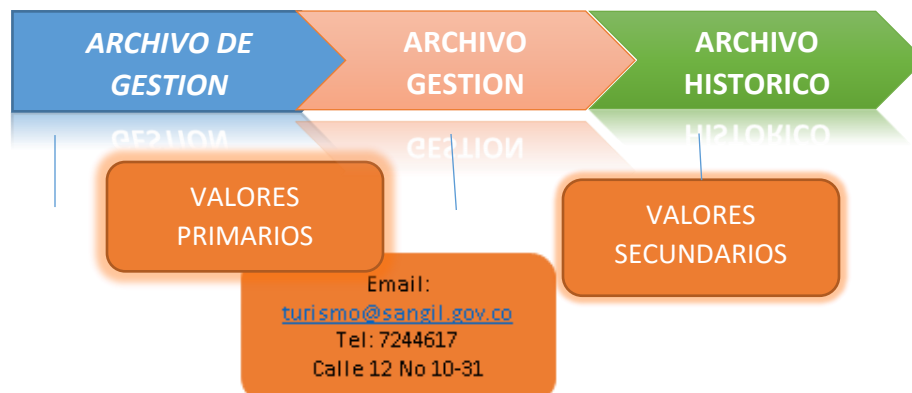 ARCHIVO DE
GESTION
ARCHIVO
GESTION
ARCHIVO
HISTORICO
VALORES
PRIMARIOS
VALORES
SECUNDARIOS
Email:
turismo@sangil.gov.co
Tel: 7244617
Calle 12 No 10-31